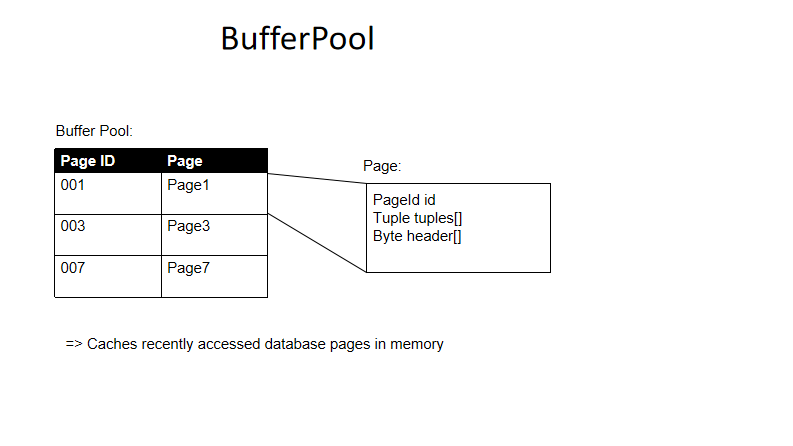 BufferPool
Buffer Pool:
Page ID Page
001 Page1
003 Page3
007 Page7
Page:
PageId id
Tuple tuples[]
Byte header[]
=> Caches recently accessed database pages in memory